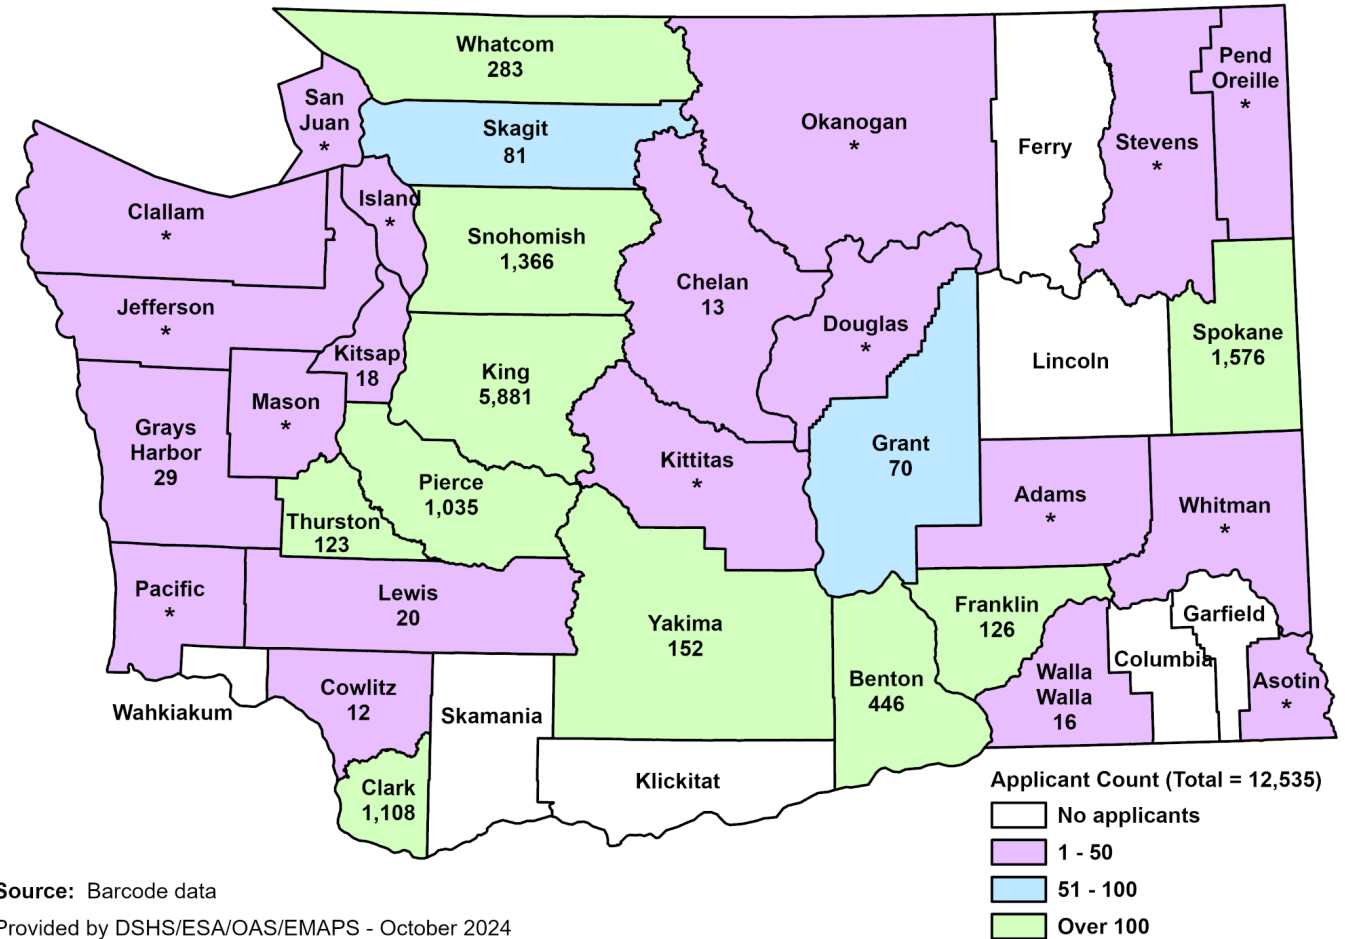 Whatcom
283
San
Juan
*
Skagit
81
Okanogan
*
Ferry
Stevens
*
Pend
Oreille
*
Clallam
*
Island
*
Snohomish
1,366
Chelan
13
Jefferson
*
Kitsap
18
King
5,881
Douglas
*
Lincoln
Spokane
1,576
Mason
*
Grays
Harbor
29
Pierce
1,035
Kittitas
*
Grant
70
Adams
*
Whitman
*
Thurston
123
Pacific
*
Lewis
20
Yakima
152
Franklin
126
Garfield
Columbia
Asotin
*
Walla
Walla
16
Benton
446
Wahkiakum
Cowlitz
12
Skamania
Klickitat
Clark
1,108
Applicant Count (Total = 12,535)
No applicants
1 - 50
51 - 100
Over 100
Source: Barcode data
Provided by DSHS/ESA/OAS/EMAPS - October 2024